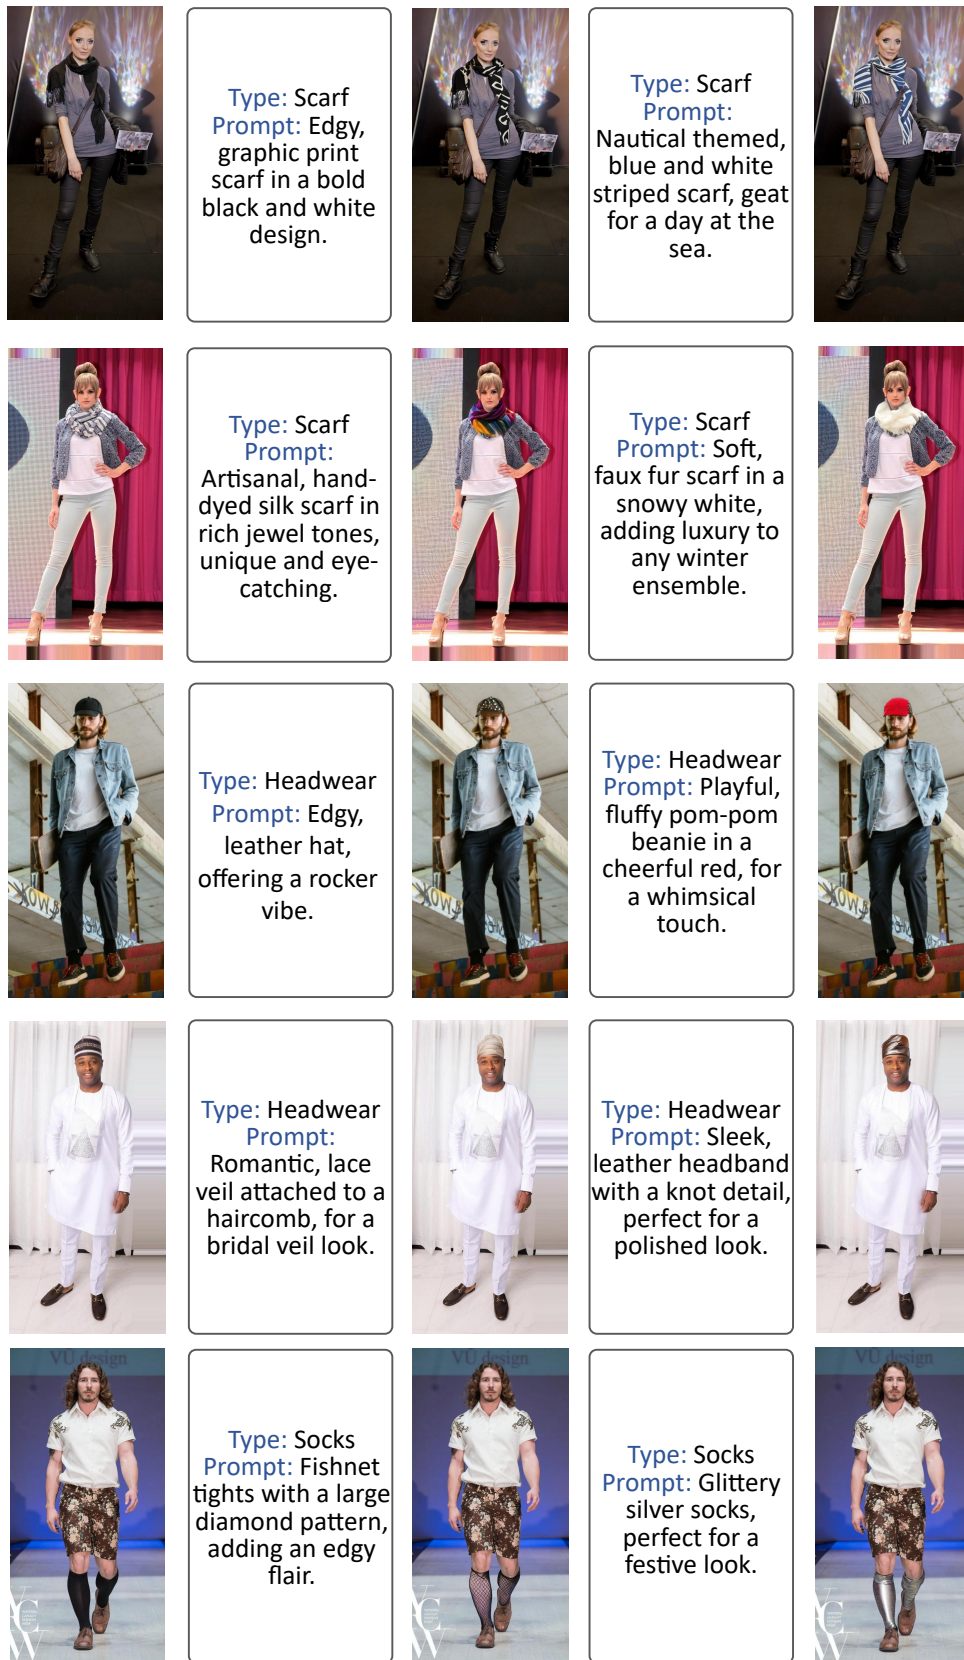 Type: Scarf
Prompt: Edgy,
graphic print
scarf in a bold
black and white
design.
Type: Scarf
Prompt:
Nautical themed,
blue and white
striped scarf, geat
for a day at the
sea.
Type: Scarf
Prompt:
Artisanal, hand-
dyed silk scarf in
rich jewel tones,
unique and eye-
catching.
Type: Scarf
Prompt: Soft,
faux fur scarf in a
snowy white,
adding luxury to
any winter
ensemble.
Type: Headwear
Prompt: Edgy,
leather hat,
offering a rocker
vibe.
Type: Headwear
Prompt: Playful,
fluffy pom-pom
beanie in a
cheerful red, for
a whimsical
touch.
Type: Headwear
Prompt:
Romantic, lace
veil attached to a
haircomb, for a
bridal veil look.
Type: Headwear
Prompt: Sleek,
leather headband
with a knot detail,
perfect for a
polished look.
VÜ design
Type: Socks
Prompt: Fishnet
tights with a large
diamond pattern,
adding an edgy
flair.
VÜ design
Type: Socks
Prompt: Glittery
silver socks,
perfect for a
festive look.
VÜ design